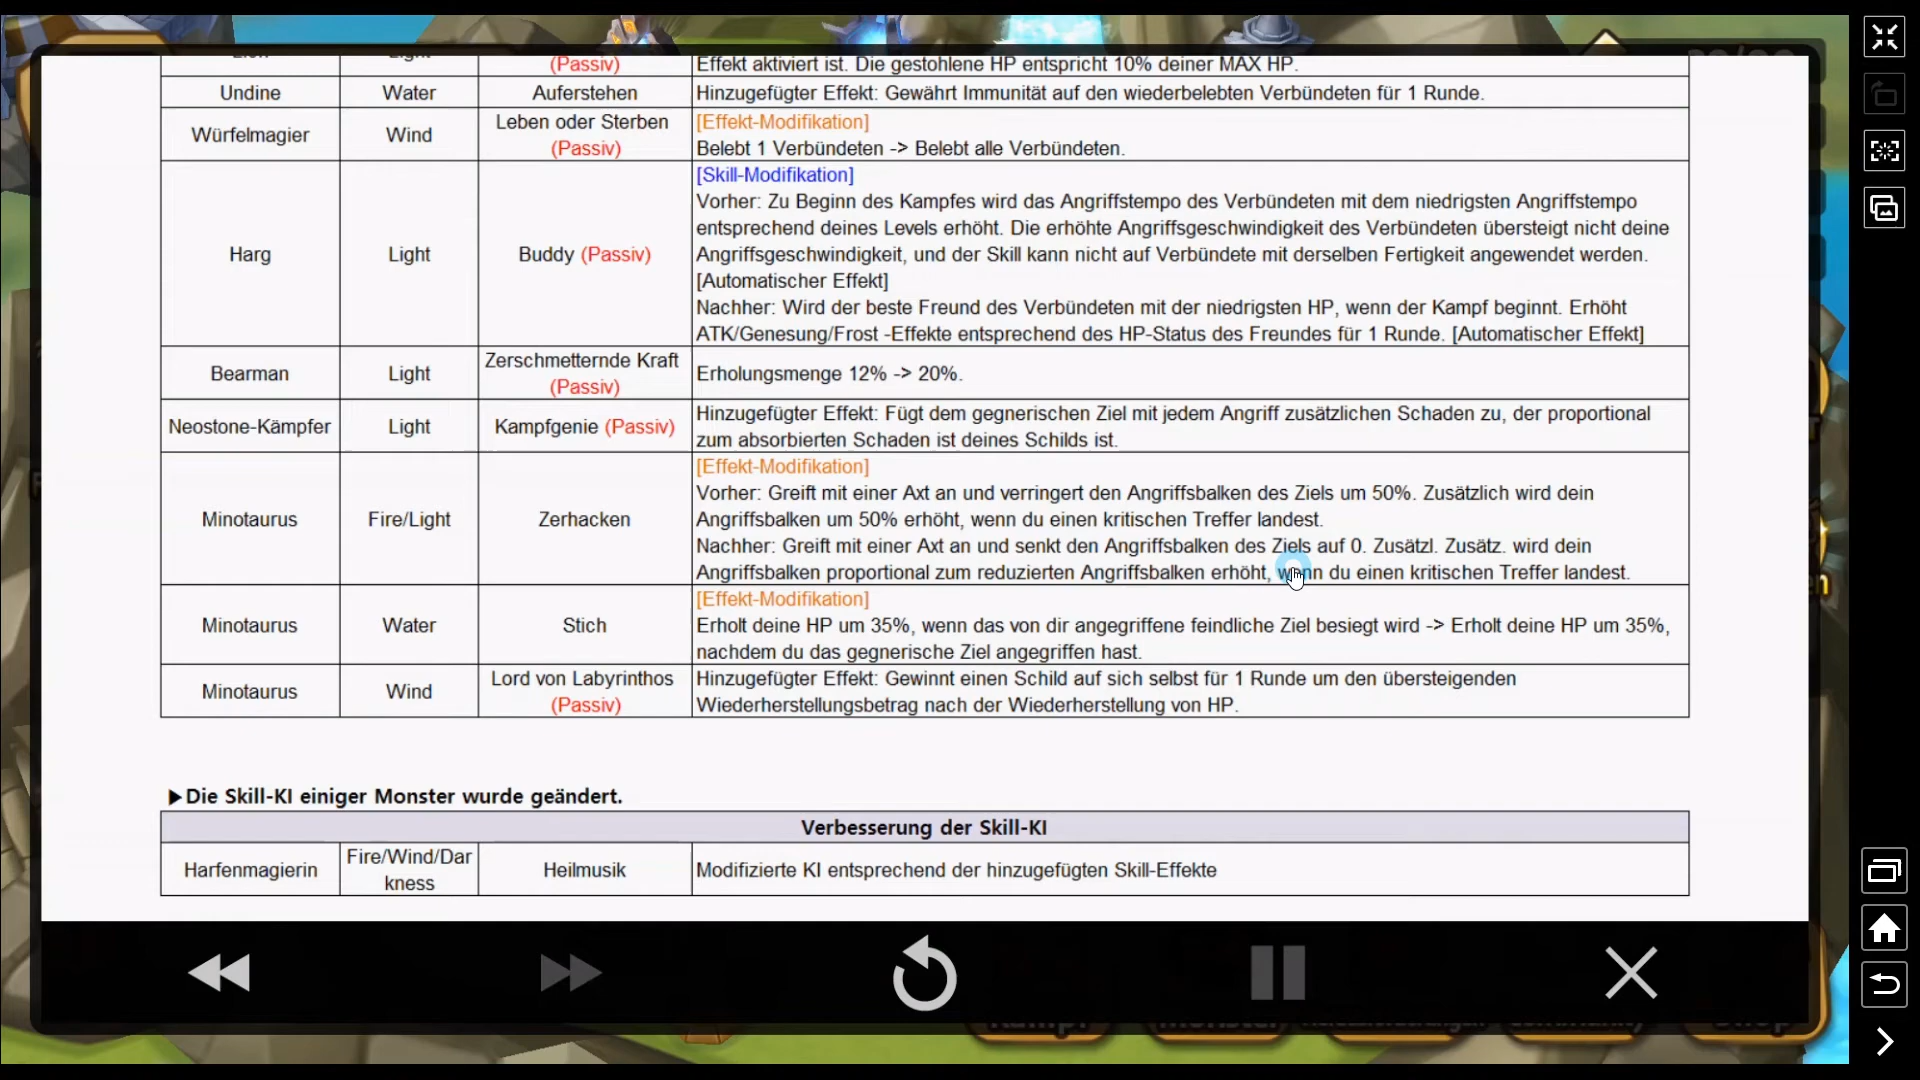 (Passiv)
Effekt aktiviert ist. Die gestohlene HP entspricht 10% deiner MAX HP.
Undine
Water
Auferstehen
Hinzugefügter Effekt: Gewährt Immunität auf den wiederbelebten Verbündeten für 1 Runde.
Würfelmagier
Wind
Leben oder Sterben
(Passiv)
[Effekt-Modifikation]
Belebt 1 Verbündeten -> Belebt alle Verbündeten.
Harg
Light
Buddy (Passiv)
[Skill-Modifikation]
Vorher: Zu Beginn des Kampfes wird das Angriffstempo des Verbündeten mit dem niedrigsten Angriffstempo
entsprechend deines Levels erhöht. Die erhöhte Angriffsgeschwindigkeit des Verbündeten übersteigt nicht deine
Angriffsgeschwindigkeit, und der Skill kann nicht auf Verbündete mit derselben Fertigkeit angewendet werden.
[Automatischer Effekt]
Nachher: Wird der beste Freund des Verbündeten mit der niedrigsten HP, wenn der Kampf beginnt. Erhöht
ATK/Genesung/Frost -Effekte entsprechend des HP-Status des Freundes für 1 Runde. [Automatischer Effekt]
Bearman
Light
Zerschmetternde Kraft
(Passiv)
Erholungsmenge 12% -> 20%.
Neostone-Kämpfer
Light
Kampfgenie (Passiv)
Hinzugefügter Effekt: Fügt dem gegnerischen Ziel mit jedem Angriff zusätzlichen Schaden zu, der proportional
zum absorbierten Schaden ist deines Schilds ist.
Minotaurus
Fire/Light
Zerhacken
[Effekt-Modifikation]
Vorher: Greift mit einer Axt an und verringert den Angriffsbalken des Ziels um 50%. Zusätzlich wird dein
Angriffsbalken um 50% erhöht, wenn du einen kritischen Treffer landest.
Nachher: Greift mit einer Axt an und senkt den Angriffsbalken des Ziels auf 0. Zusätzl. Zusätz. wird dein
Angriffsbalken proportional zum reduzierten Angriffsbalken erhöht, wenn du einen kritischen Treffer landest.
Minotaurus
Water
Stich
[Effekt-Modifikation]
Erholt deine HP um 35%, wenn das von dir angegriffene feindliche Ziel besiegt wird -> Erholt deine HP um 35%,
nachdem du das gegnerische Ziel angegriffen hast.
Minotaurus
Wind
Lord von Labyrinthos
(Passiv)
Hinzugefügter Effekt: Gewinnt einen Schild auf sich selbst für 1 Runde um den übersteigenden
Wiederherstellungsbetrag nach der Wiederherstellung von HP.
▶Die Skill-KI einiger Monster wurde geändert.
Verbesserung der Skill-KI
Harfenmagierin
Fire/Wind/Dar
kness
Heilmusik
Modifizierte KI entsprechend der hinzugefügten Skill-Effekte